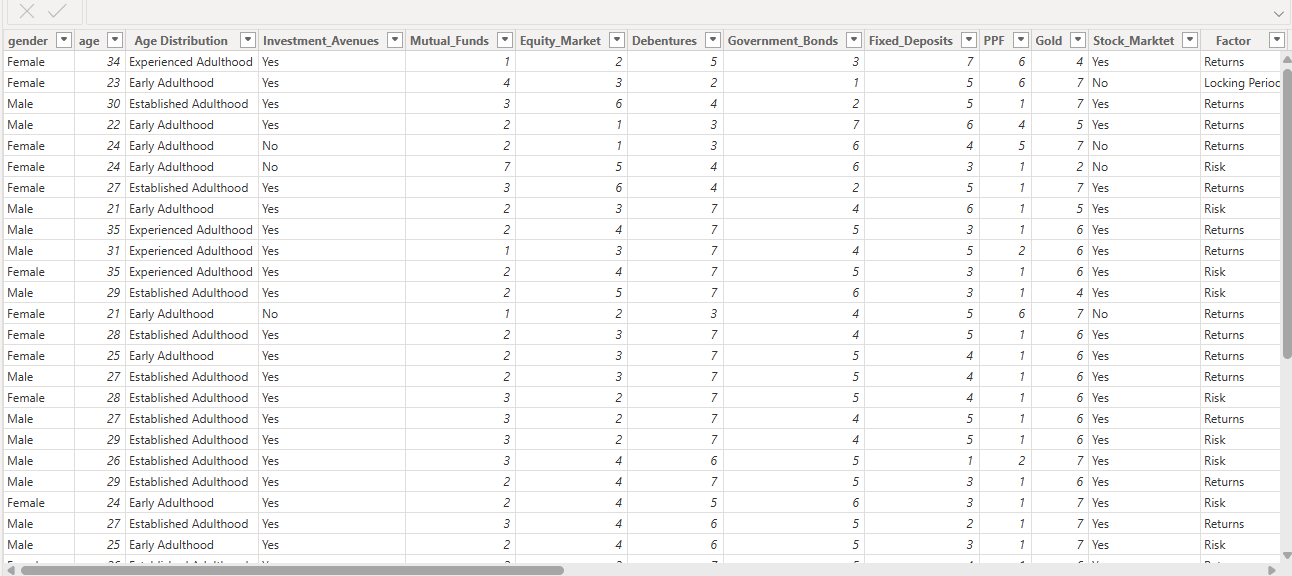 gender age Age Distribution Investment_Avenues Mutual_Funds Equity_Market Debentures Government_Bonds Fixed_Deposits PPF Gold Stock_Marktet Factor
Female 34 Experienced Adulthood Yes 1 2 5 3 7 6 4 Yes Returns
Female 23 Early Adulthood Yes 4 3 2 1 5 6 7 No Locking Period
Male 30 Established Adulthood Yes 3 6 4 2 5 1 7 Yes Returns
Male 22 Early Adulthood Yes 2 1 3 7 6 4 5 Yes Returns
Female 24 Early Adulthood No 2 1 3 6 4 5 7 No Returns
Female 24 Early Adulthood No 7 5 4 6 3 1 2 No Risk
Female 27 Established Adulthood Yes 3 6 4 2 5 1 7 Yes Returns
Male 21 Early Adulthood Yes 2 3 7 4 6 1 5 Yes Risk
Male 35 Experienced Adulthood Yes 2 4 7 5 3 1 6 Yes Returns
Male 31 Experienced Adulthood Yes 1 3 7 4 5 2 6 Yes Returns
Female 35 Experienced Adulthood Yes 2 4 7 5 3 1 6 Yes Risk
Male 29 Established Adulthood Yes 2 5 7 6 3 1 4 Yes Risk
Female 21 Early Adulthood No 1 2 3 4 5 6 7 No Returns
Female 28 Established Adulthood Yes 2 3 7 4 5 1 6 Yes Returns
Female 25 Early Adulthood Yes 2 3 7 5 4 1 6 Yes Returns
Male 27 Established Adulthood Yes 2 3 7 5 4 1 6 Yes Returns
Female 28 Established Adulthood Yes 3 2 7 5 4 1 6 Yes Risk
Male 27 Established Adulthood Yes 3 2 7 4 5 1 6 Yes Returns
Male 29 Established Adulthood Yes 3 2 7 4 5 1 6 Yes Risk
Male 26 Established Adulthood Yes 3 4 6 5 1 2 7 Yes Risk
Male 29 Established Adulthood Yes 2 4 7 5 3 1 6 Yes Returns
Female 24 Early Adulthood Yes 2 4 5 6 3 1 7 Yes Risk
Male 27 Established Adulthood Yes 3 4 6 5 2 1 7 Yes Returns
Male 25 Early Adulthood Yes 2 4 6 5 3 1 7 Yes Risk